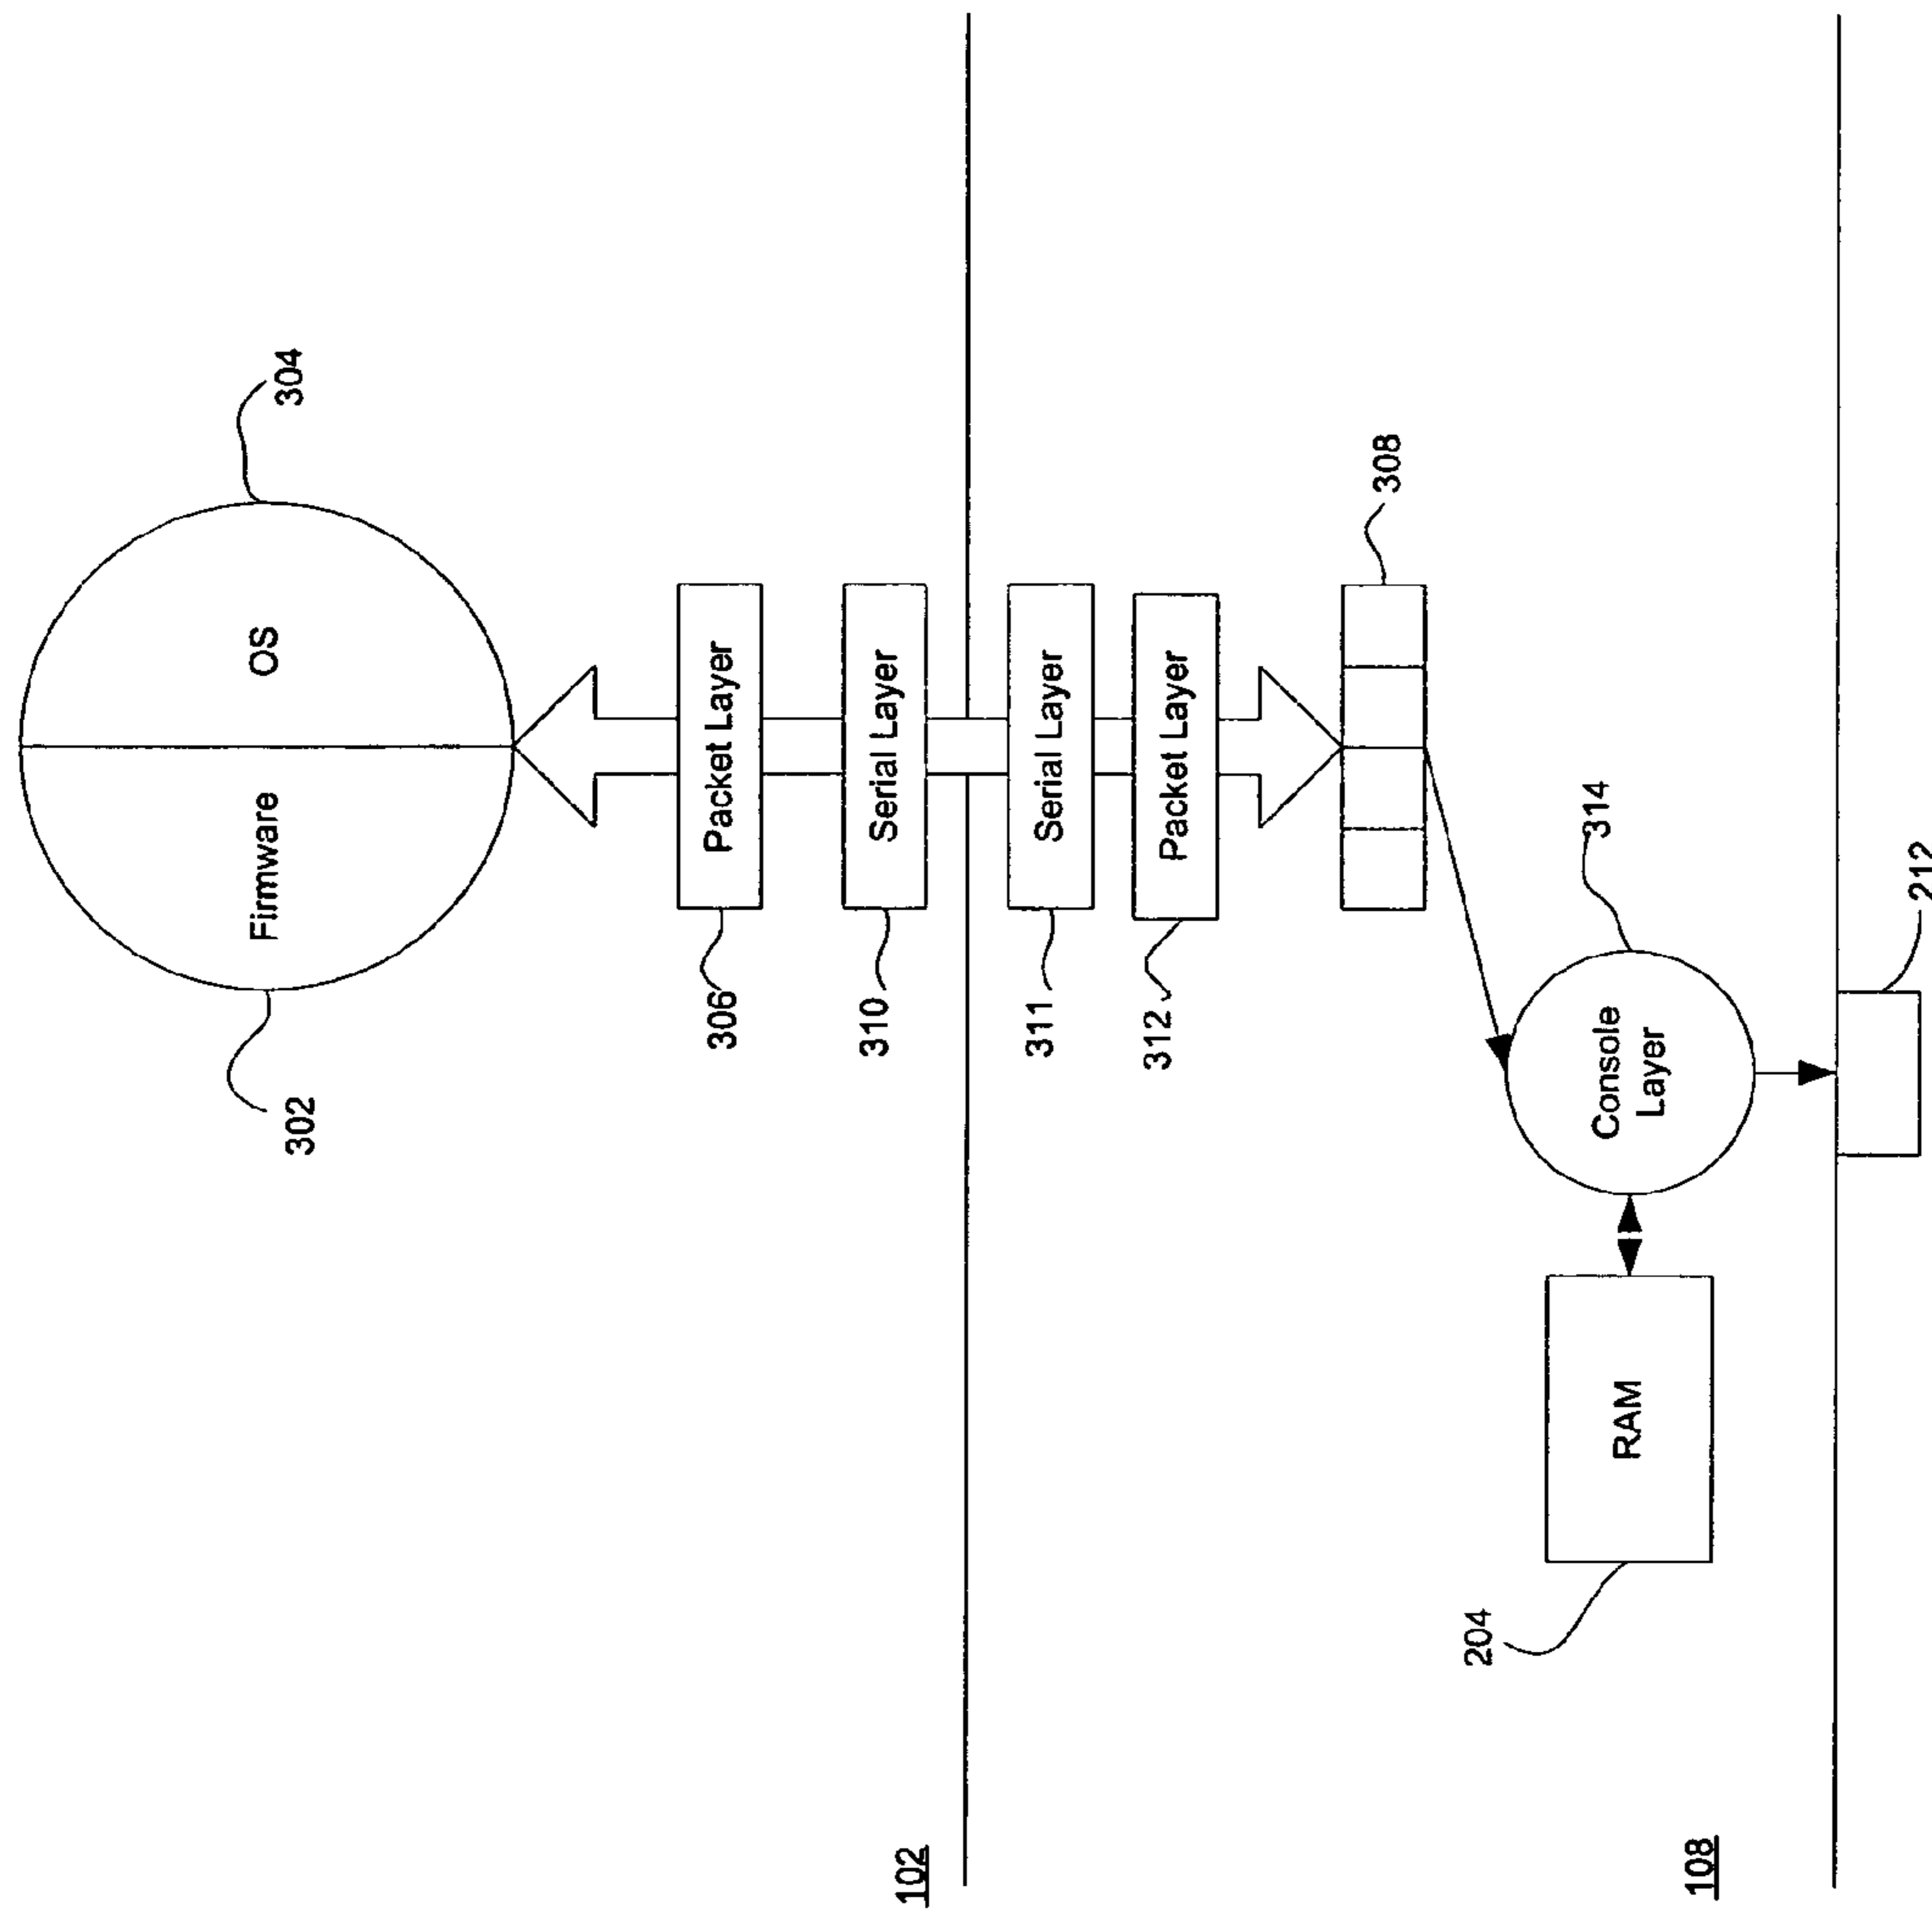 302
Firmware
OS
304
306
Packet Layer
310
Serial Layer
102
311
Serial Layer
312
Packet Layer
308
204
RAM
Console
Layer
314
108
212